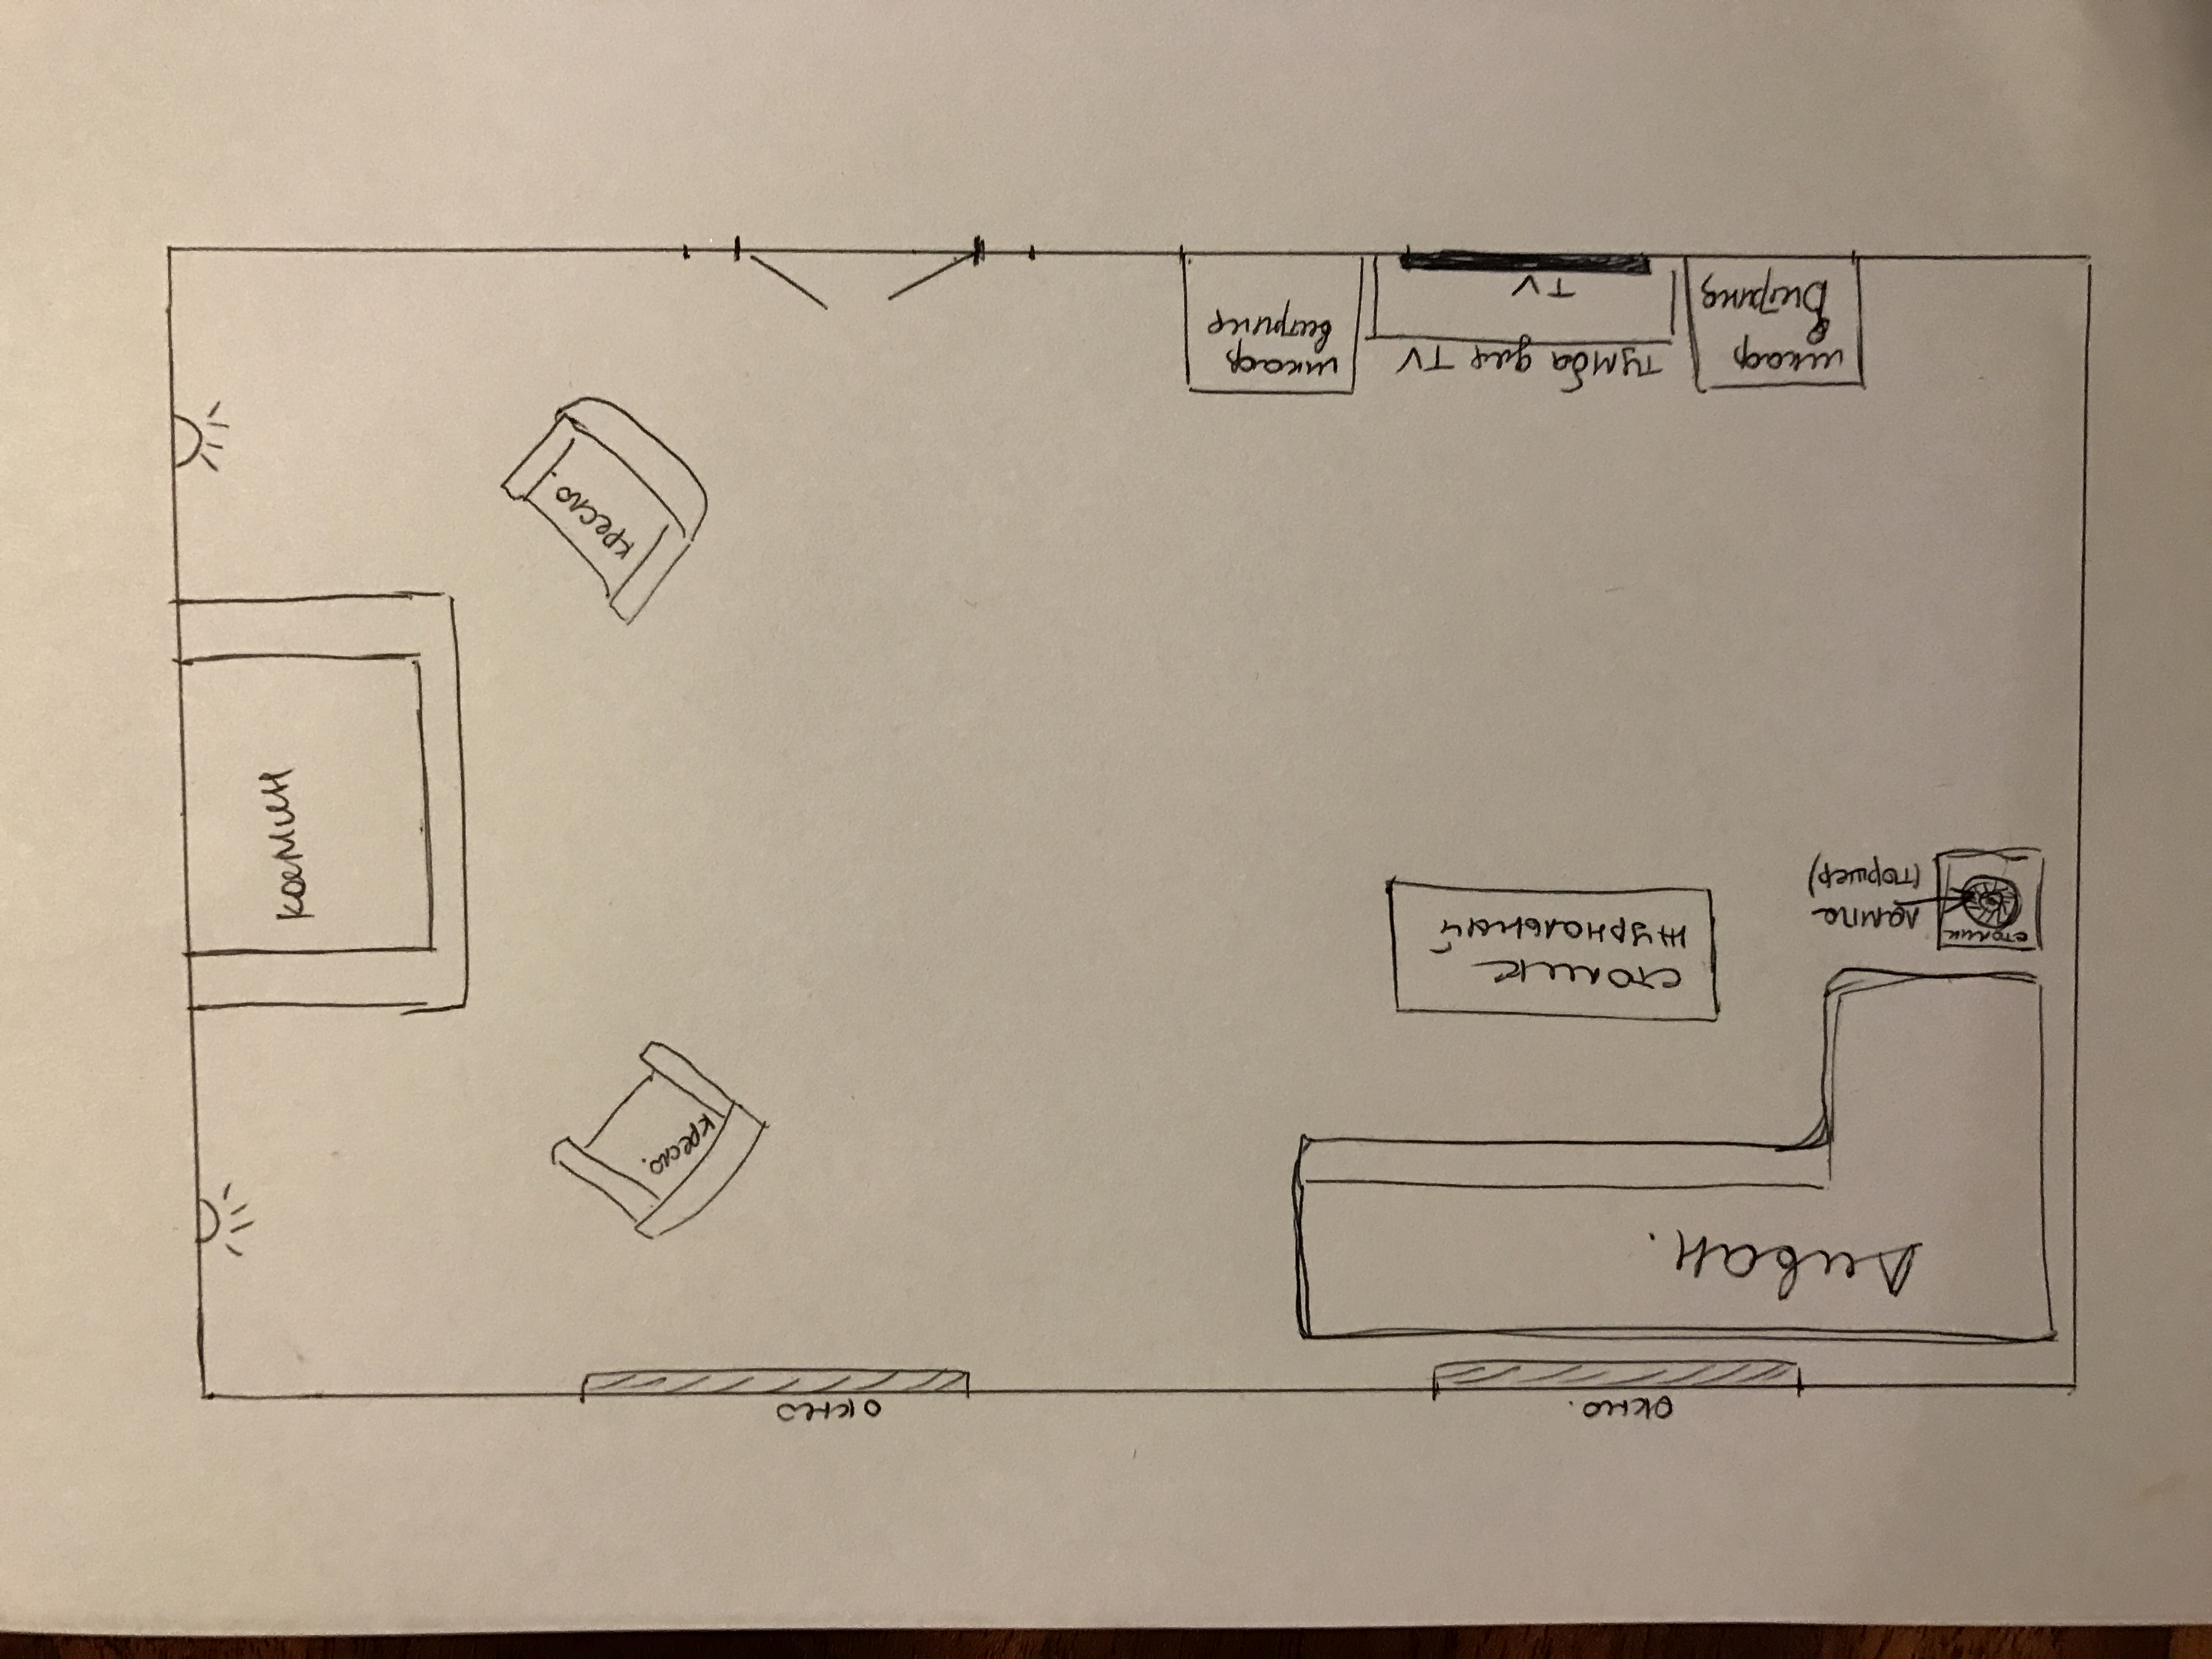 окно.
окно
Диван.
кресло.
столик
журнальный
столик
лампа
(торшер)
камин
кресло.
шкаф
витрина
тумба для TV
TV
шкаф
витрина